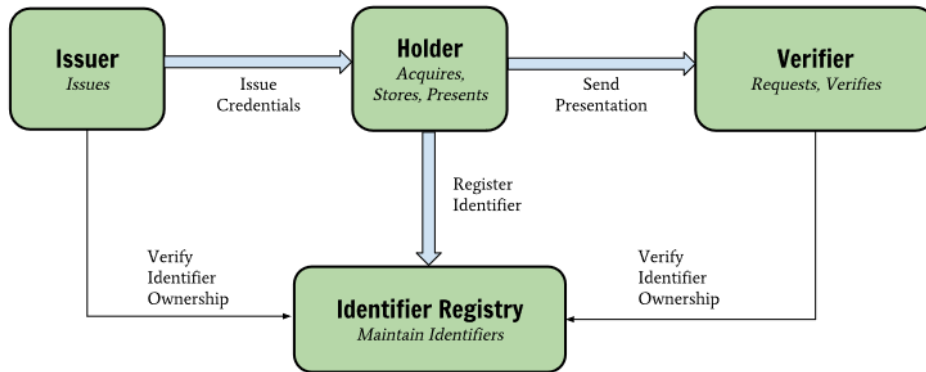 Issuer
Issues
Issue
Credentials
Holder
Acquires,
Stores, Presents
Send
Presentation
Verifier
Requests, Verifies
Register
Identifier
Verify
Identifier
Ownership
Verify
Identifier
Ownership
Identifier Registry
Maintain Identifiers